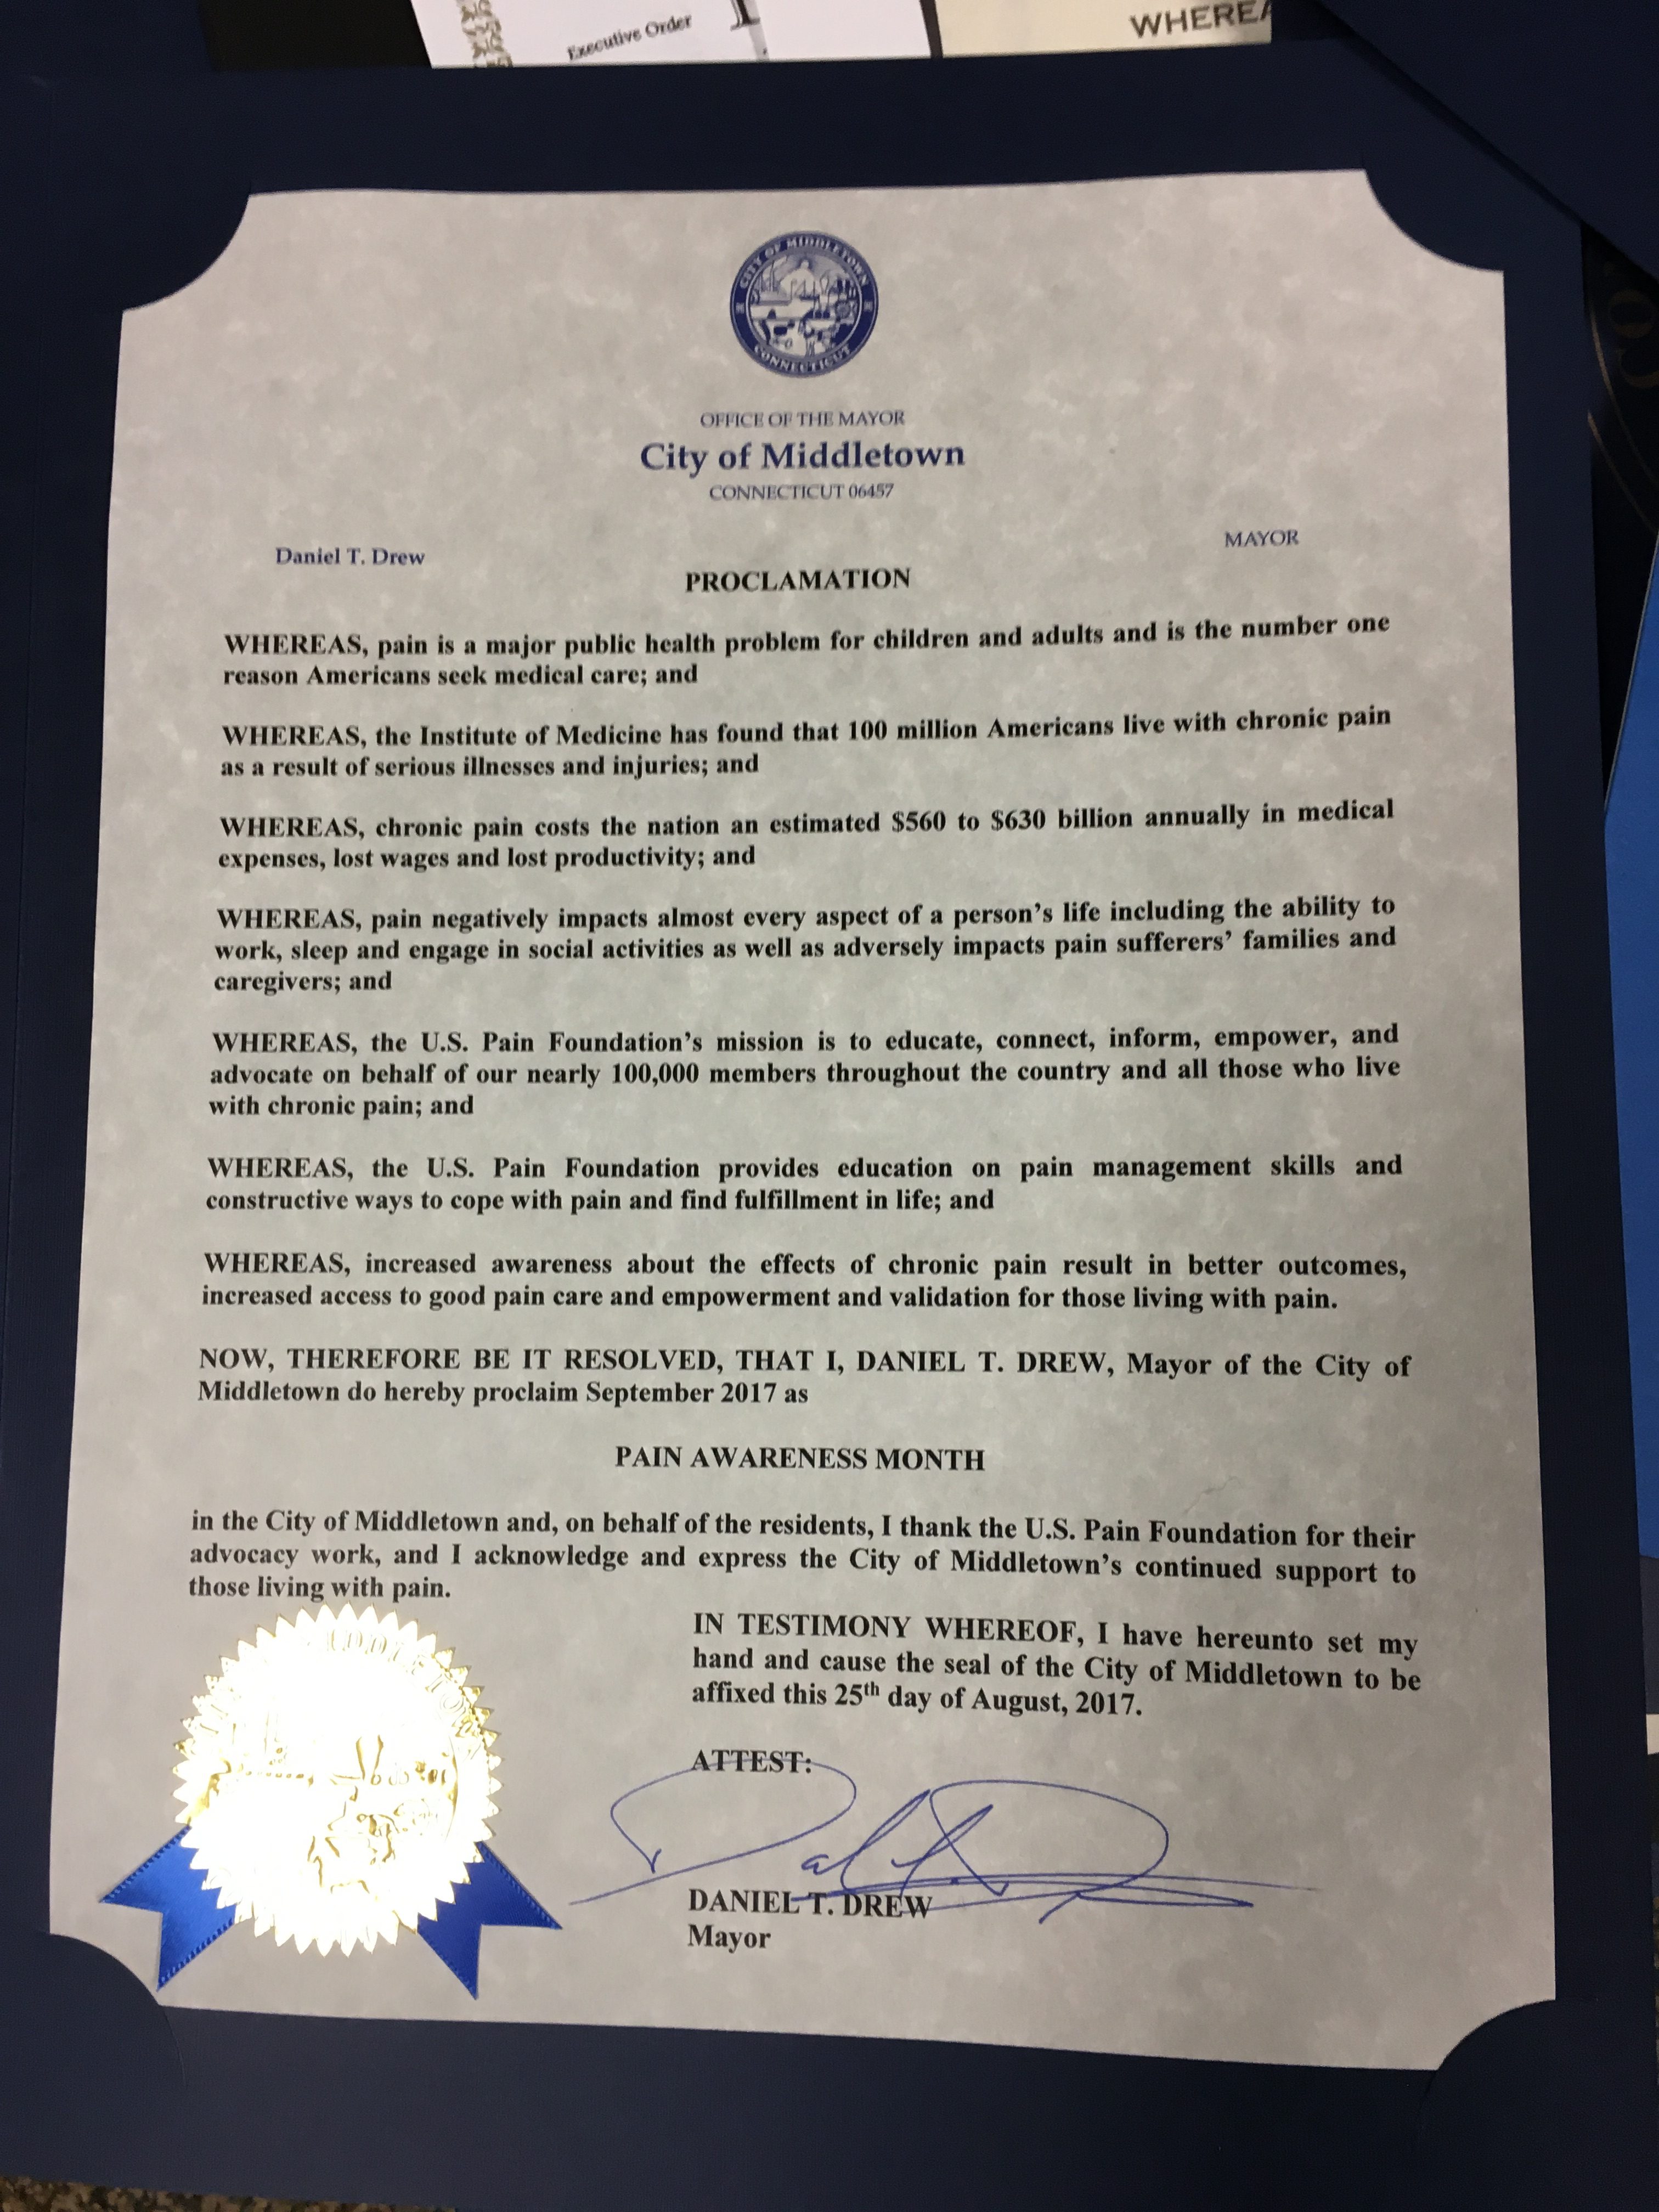 Executive Order
WHEREA
CITY OF MIDDLETOWN
CONNECTICUT
OFFICE OF THE MAYOR
City of Middletown
CONNECTICUT 06457
Daniel T. Drew
MAYOR
PROCLAMATION
WHEREAS, pain is a major public health problem for children and adults and is the number one
reason Americans seek medical care; and
WHEREAS, the Institute of Medicine has found that 100 million Americans live with chronic pain
as a result of serious illnesses and injuries; and
WHEREAS, chronic pain costs the nation an estimated $560 to $630 billion annually in medical
expenses, lost wages and lost productivity; and
WHEREAS, pain negatively impacts almost every aspect of a person's life including the ability to
work, sleep and engage in social activities as well as adversely impacts pain sufferers' families and
caregivers; and
WHEREAS, the U.S. Pain Foundation's mission is to educate, connect, inform, empower, and
advocate on behalf of our nearly 100,000 members throughout the country and all those who live
with chronic pain; and
WHEREAS, the U.S. Pain Foundation provides education on pain management skills and
constructive ways to cope with pain and find fulfillment in life; and
WHEREAS, increased awareness about the effects of chronic pain result in better outcomes,
increased access to good pain care and empowerment and validation for those living with pain.
NOW, THEREFORE BE IT RESOLVED, THAT I, DANIEL T. DREW, Mayor of the City of
Middletown do hereby proclaim September 2017 as
PAIN AWARENESS MONTH
in the City of Middletown and, on behalf of the residents, I thank the U.S. Pain Foundation for their
advocacy work, and I acknowledge and express the City of Middletown's continued support to
those living with pain.
IN TESTIMONY WHEREOF, I have hereunto set my
hand and cause the seal of the City of Middletown to be
affixed this 25th day of August, 2017.
ATTEST:
DANIEL T. DREW
Mayor